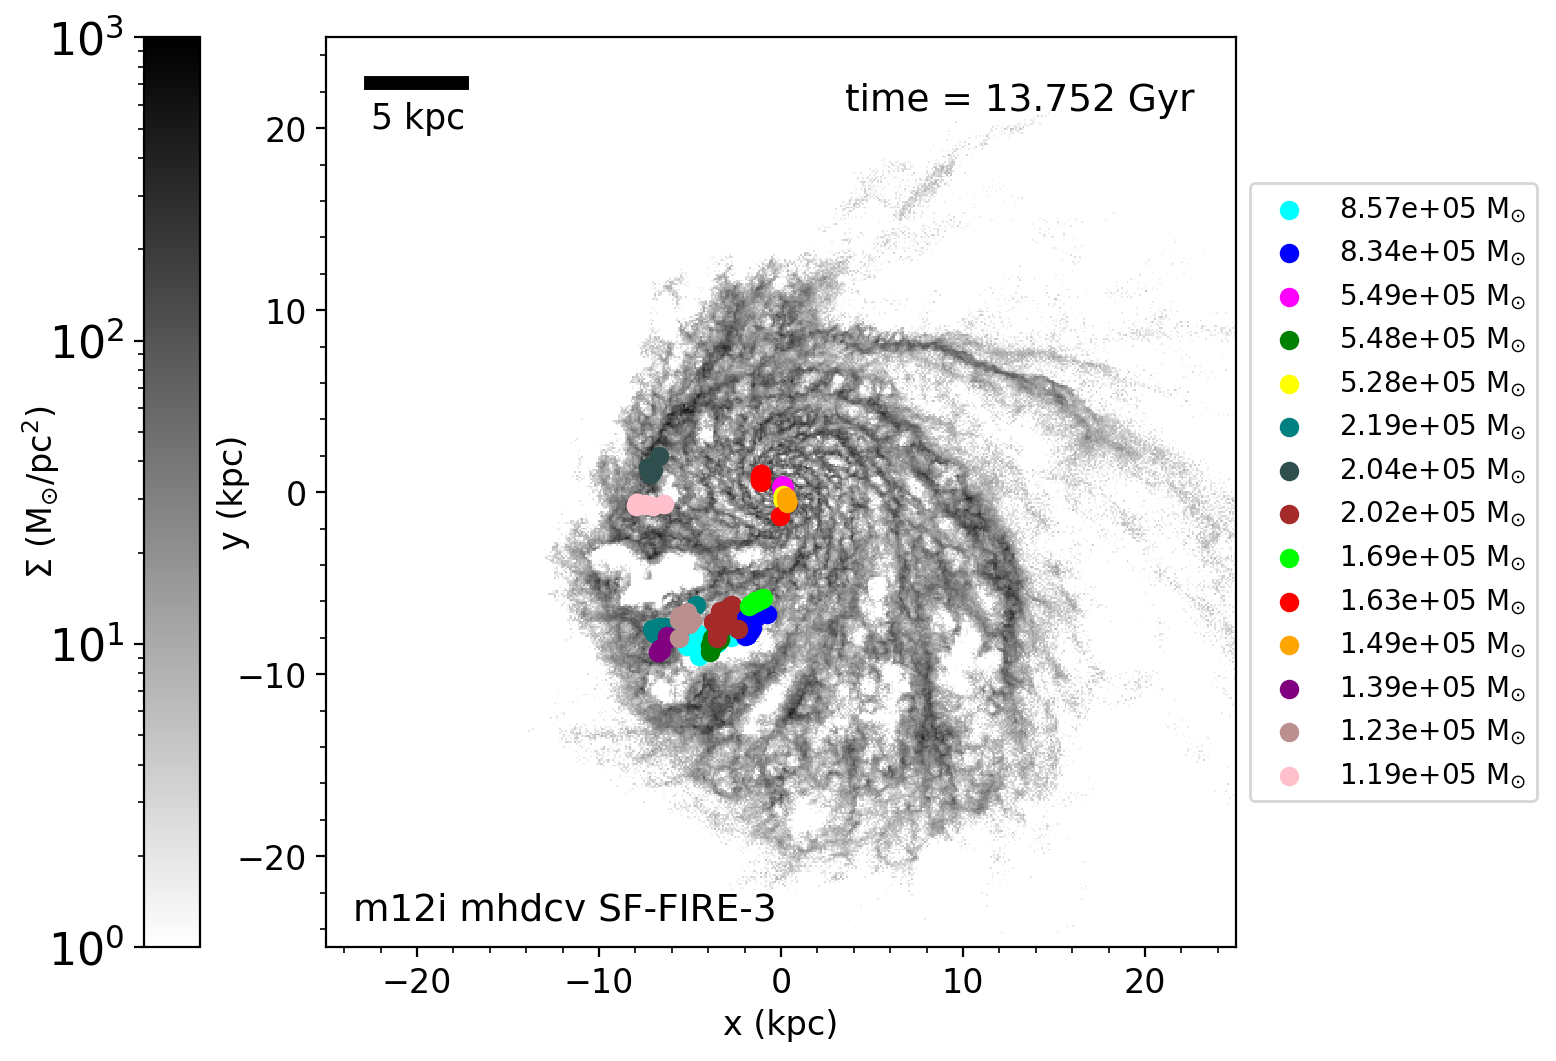 10³
10²
10¹
10⁰
Σ (M☉/pc²)
20
10
0
−10
−20
y (kpc)
5 kpc
time = 13.752 Gyr
m12i mhdcv SF-FIRE-3
−20 −10 0 10 20
x (kpc)
8.57e+05 M☉
8.34e+05 M☉
5.49e+05 M☉
5.48e+05 M☉
5.28e+05 M☉
2.19e+05 M☉
2.04e+05 M☉
2.02e+05 M☉
1.69e+05 M☉
1.63e+05 M☉
1.49e+05 M☉
1.39e+05 M☉
1.23e+05 M☉
1.19e+05 M☉